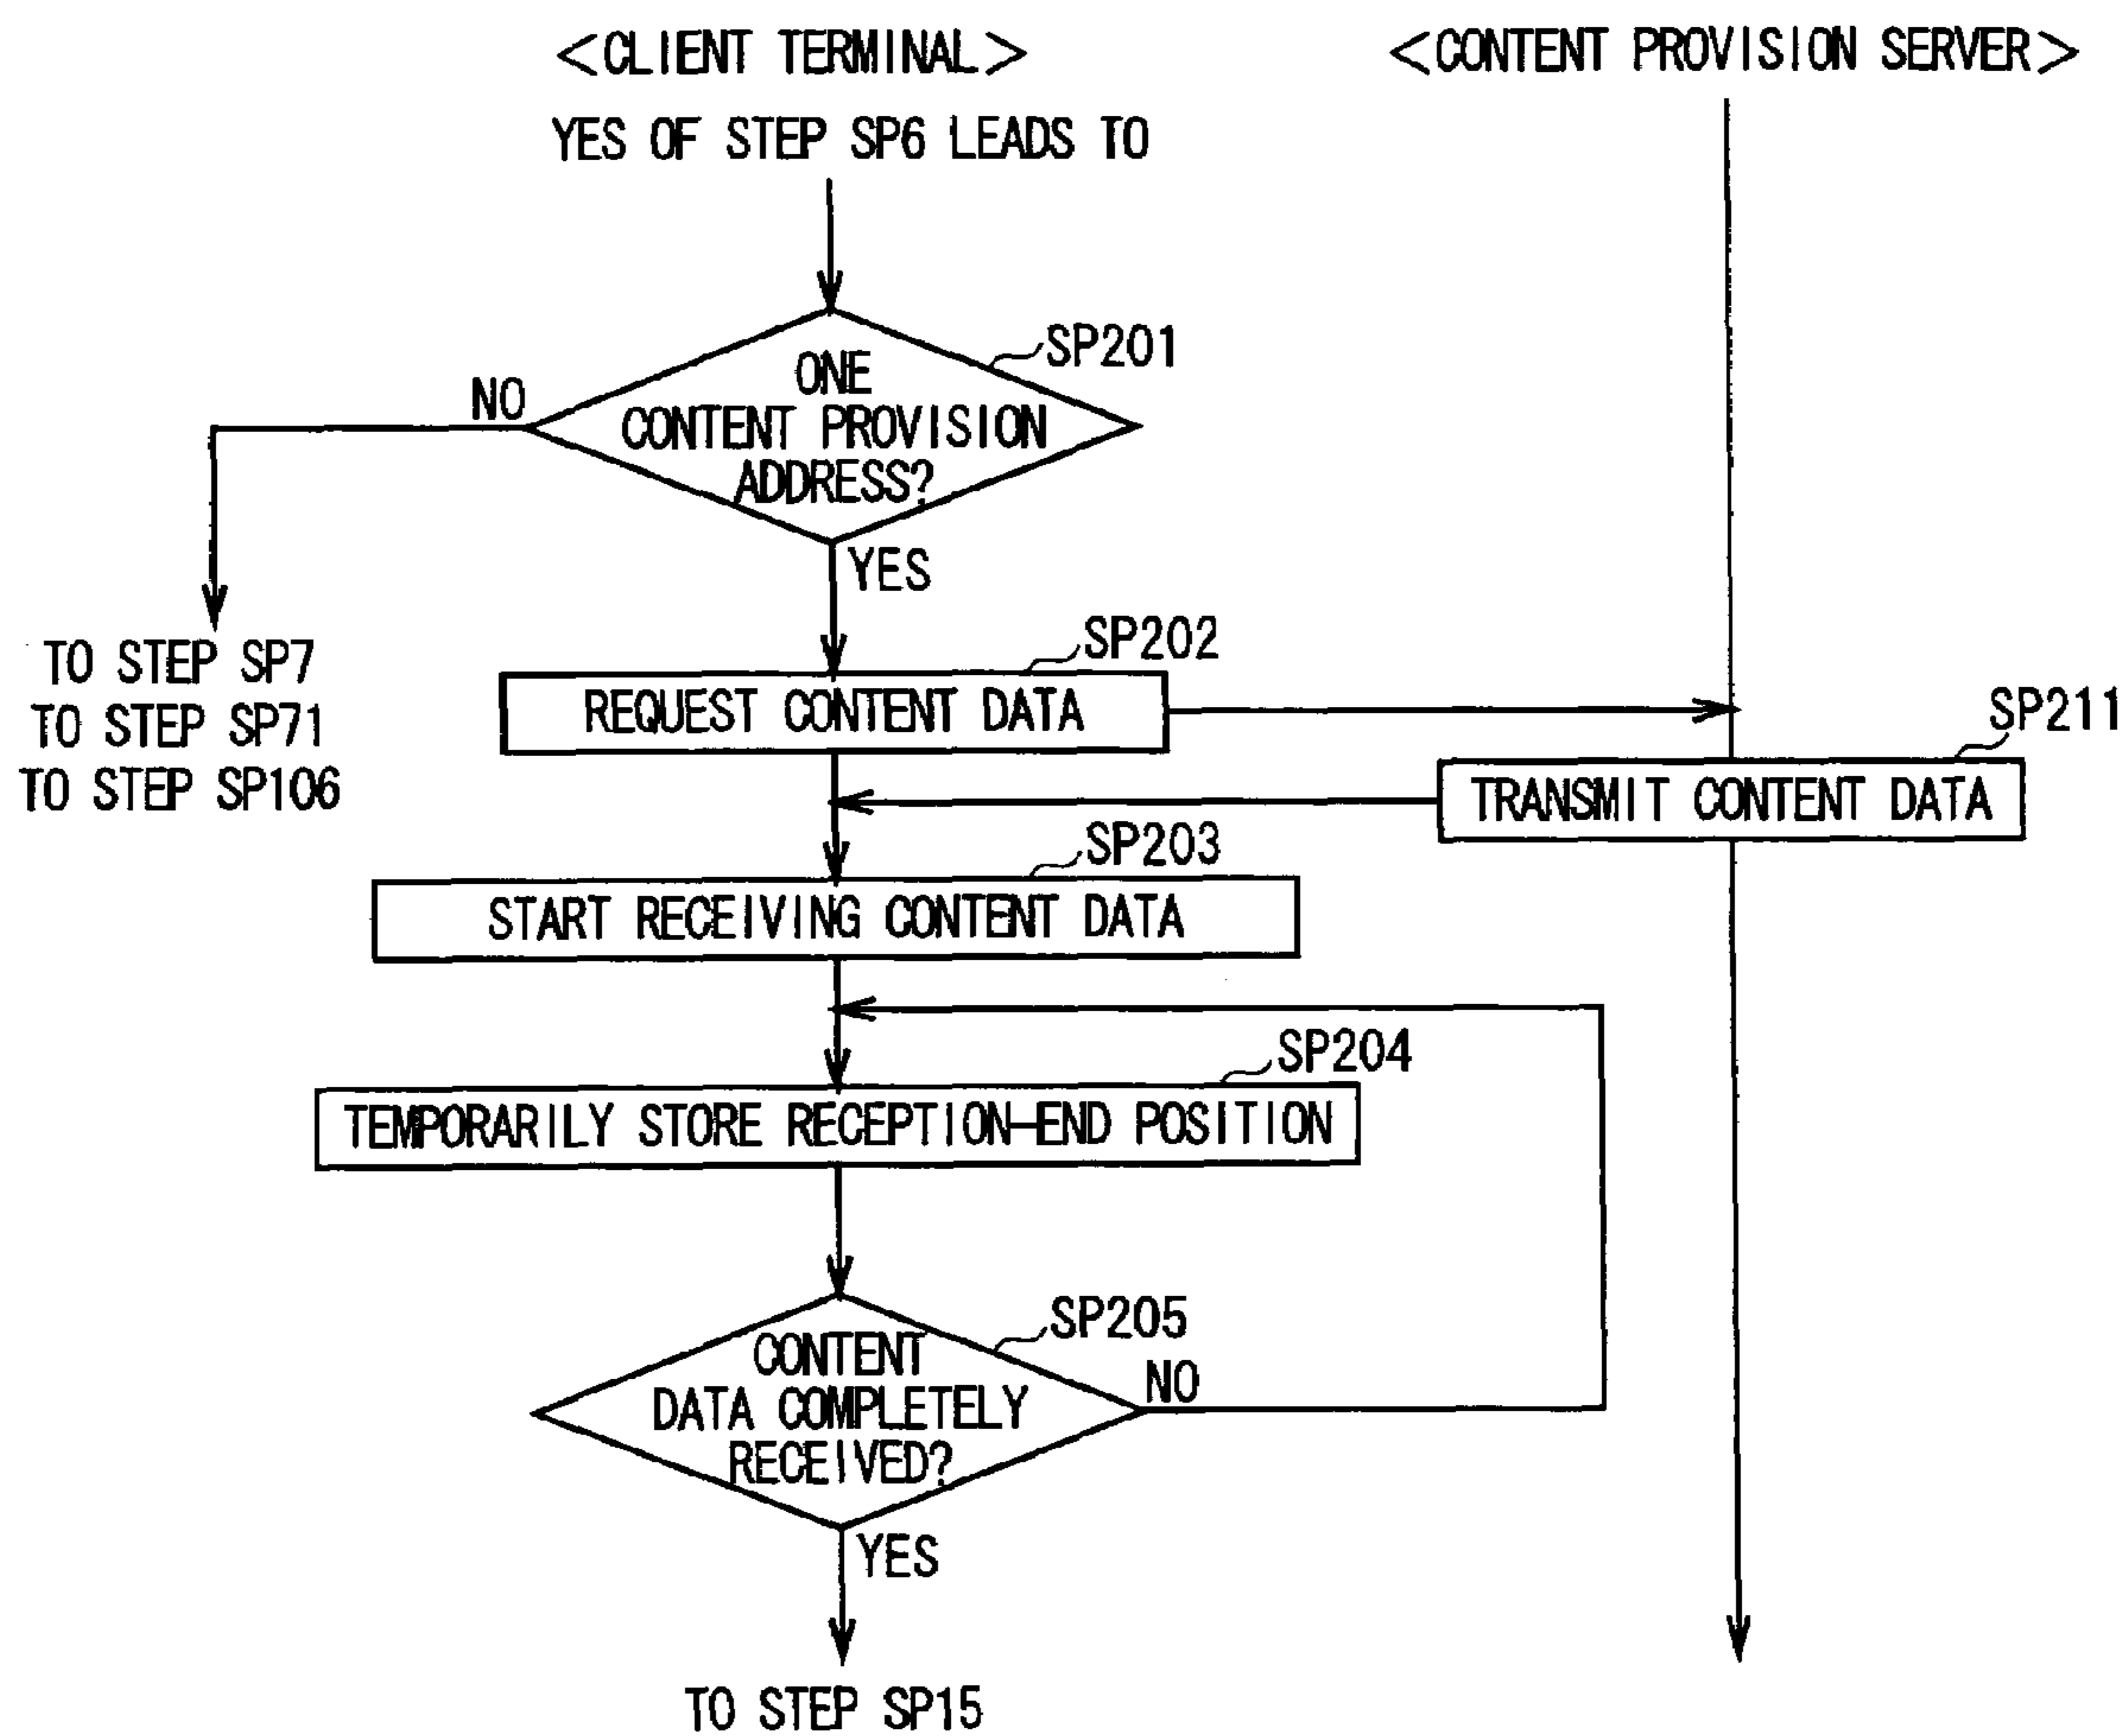 <CLIENT TERMINAL>
<CONTENT PROVISION SERVER>
YES OF STEP SP6 LEADS TO
SP201
ONE
CONTENT PROVISION
ADDRESS?
NO
YES
TO STEP SP7
TO STEP SP71
TO STEP SP106
SP202
REQUEST CONTENT DATA
SP211
TRANSMIT CONTENT DATA
SP203
START RECEIVING CONTENT DATA
SP204
TEMPORARILY STORE RECEPTION-END POSITION
SP205
CONTENT
DATA COMPLETELY
RECEIVED?
NO
YES
TO STEP SP15